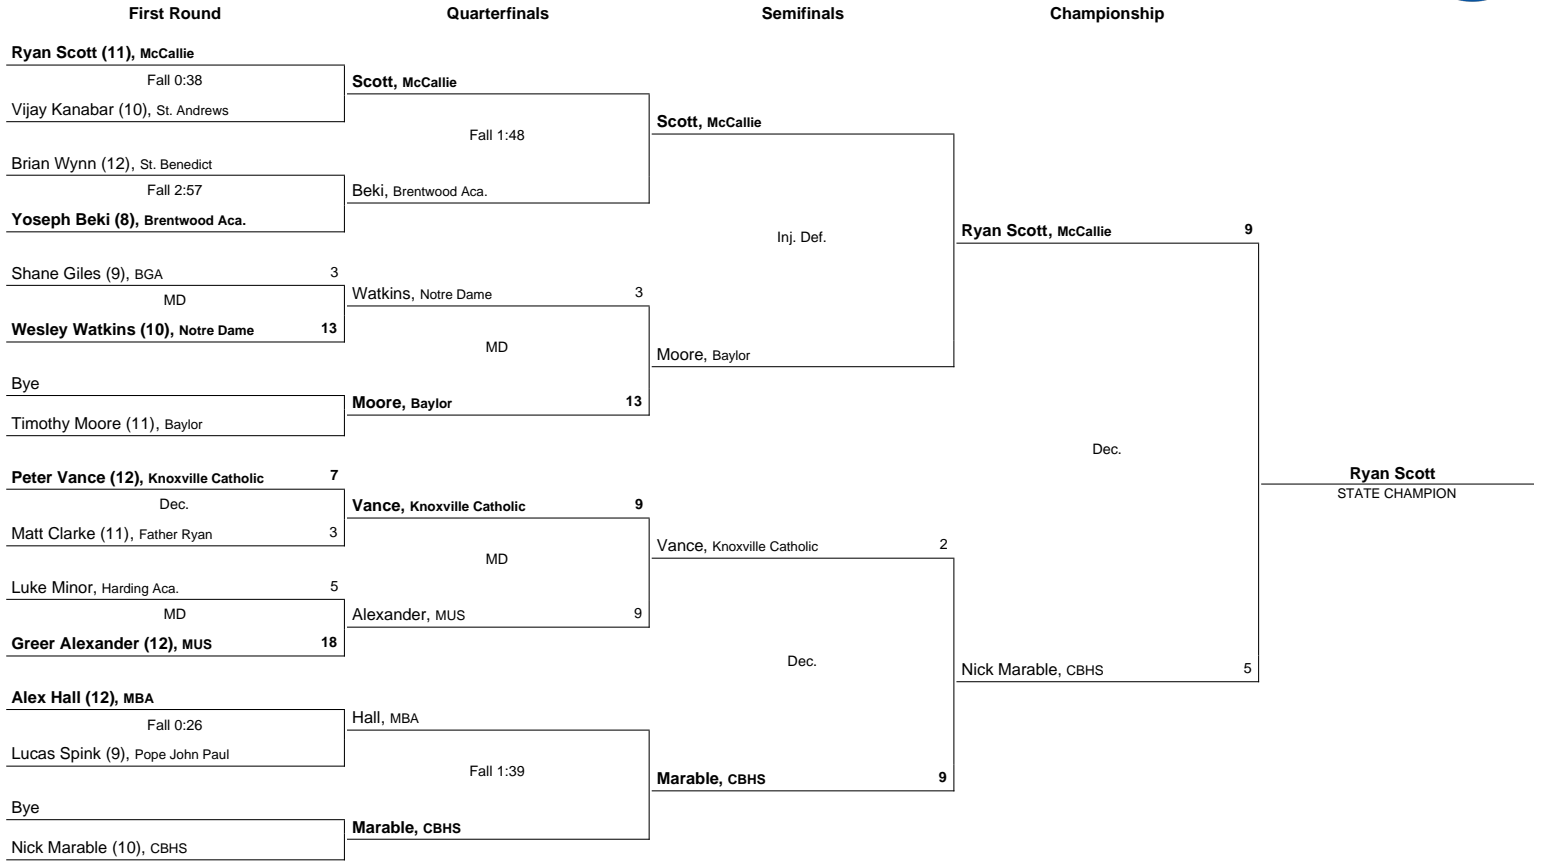 First Round Quarterfinals Semifinals Championship
Ryan Scott (11), McCallie
Fall 0:38
Vijay Kanabar (10), St. Andrews
Brian Wynn (12), St. Benedict
Fall 2:57
Yoseph Beki (8), Brentwood Aca.
Shane Giles (9), BGA 3
MD
Wesley Watkins (10), Notre Dame 13
Bye
Timothy Moore (11), Baylor
Peter Vance (12), Knoxville Catholic 7
Dec.
Matt Clarke (11), Father Ryan 3
Luke Minor, Harding Aca. 5
MD
Greer Alexander (12), MUS 18
Alex Hall (12), MBA
Fall 0:26
Lucas Spink (9), Pope John Paul
Bye
Nick Marable (10), CBHS
Scott, McCallie
Fall 1:48
Beki, Brentwood Aca.
Watkins, Notre Dame 3
MD
Moore, Baylor 13
Vance, Knoxville Catholic 9
MD
Alexander, MUS 9
Hall, MBA
Fall 1:39
Marable, CBHS
Scott, McCallie
Inj. Def.
Moore, Baylor
Vance, Knoxville Catholic 2
Dec.
Marable, CBHS 9
Ryan Scott, McCallie 9
Dec.
Nick Marable, CBHS 5
Ryan Scott
STATE CHAMPION